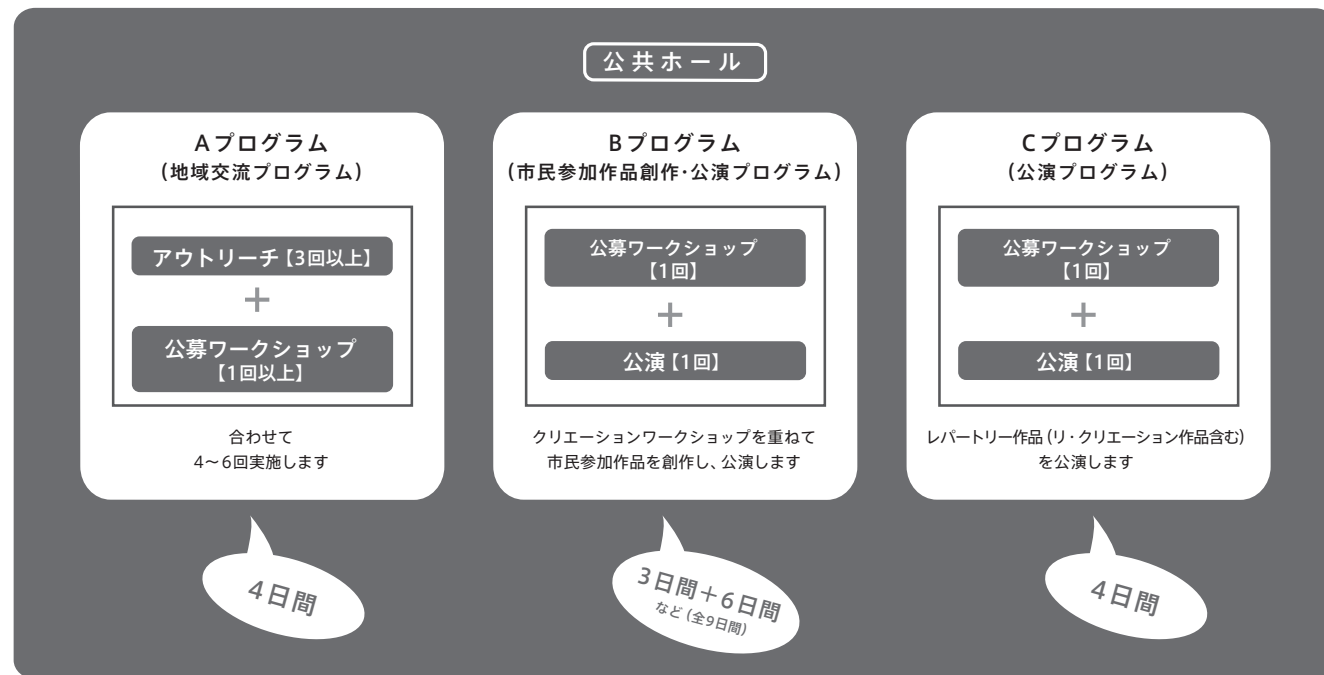 公共ホール
Aプログラム
(地域交流プログラム)
アウトリーチ【3回以上】
+
公募ワークショップ
【1回以上】
合わせて
4〜6回実施します
4日間
Bプログラム
(市民参加作品創作・公演プログラム)
公募ワークショップ
【1回】
+
公演【1回】
クリエーションワークショップを重ねて
市民参加作品を創作し、公演します
3日間+6日間
など(全9日間)
Cプログラム
(公演プログラム)
公募ワークショップ
【1回】
+
公演【1回】
レパートリー作品(リ・クリエーション作品含む)
を公演します
4日間